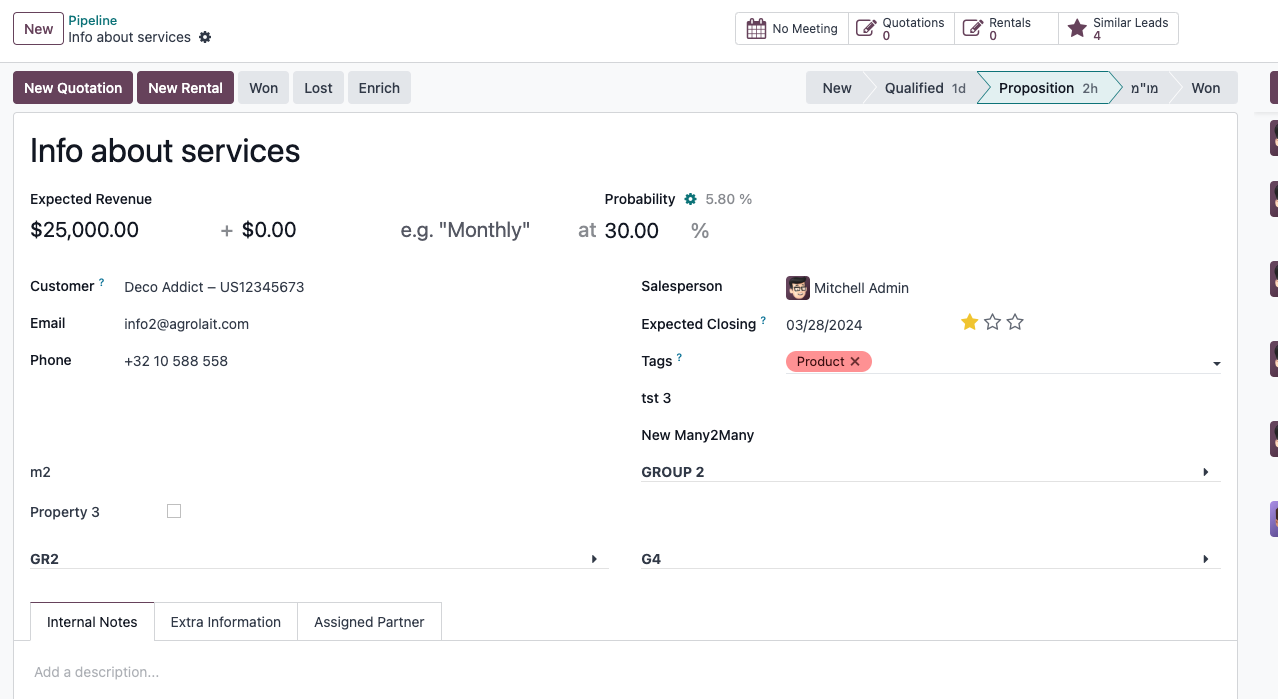 New
Pipeline
Info about services
No Meeting
Quotations
0
Rentals
0
Similar Leads
4
New Quotation
New Rental
Won
Lost
Enrich
New
Qualified 1d
Proposition 2h
מו"מ
Won
Info about services
Expected Revenue
Probability 5.80 %
$25,000.00 + $0.00 e.g. "Monthly" at 30.00 %
Customer ? Deco Addict – US12345673
Email info2@agrolait.com
Phone +32 10 588 558
m2
Property 3
GR2
Salesperson Mitchell Admin
Expected Closing ? 03/28/2024
Tags ? Product ✕
tst 3
New Many2Many
GROUP 2
G4
Internal Notes
Extra Information
Assigned Partner
Add a description...